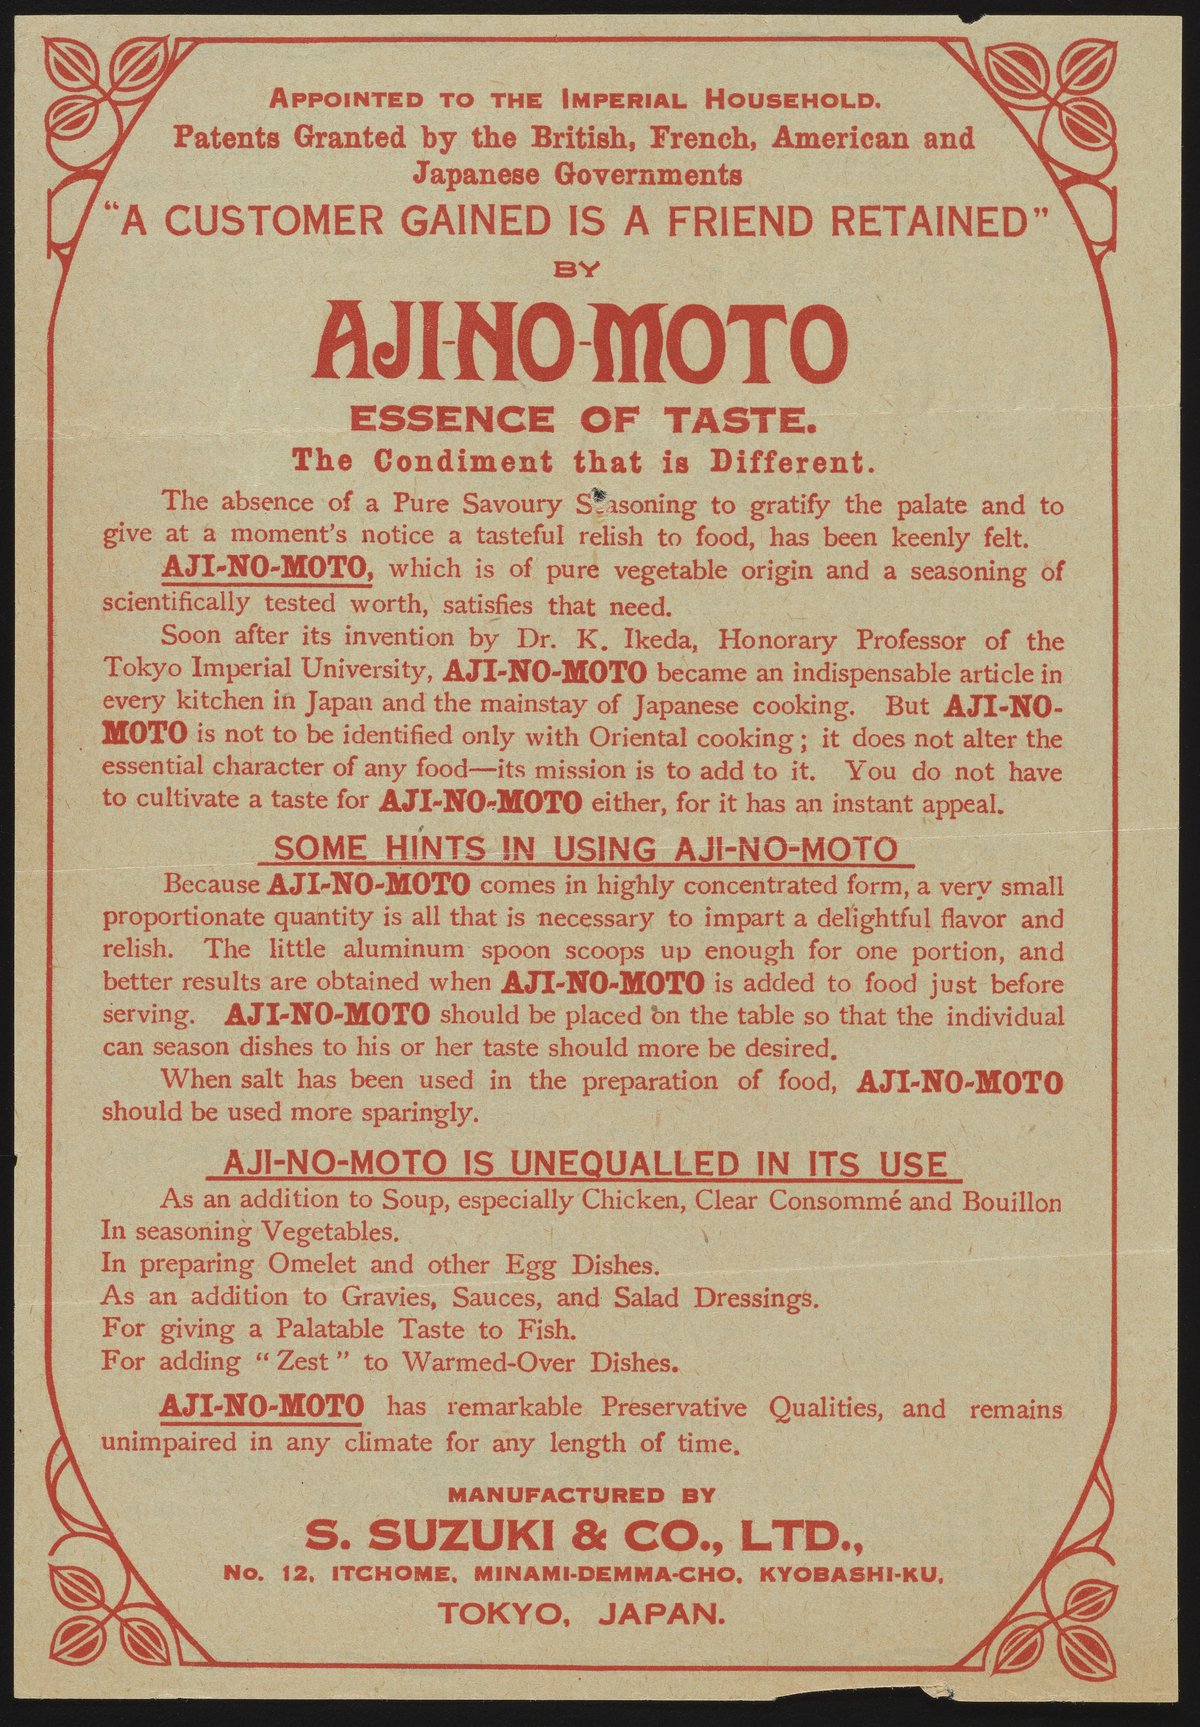 APPOINTED TO THE IMPERIAL HOUSEHOLD.
Patents Granted by the British, French, American and
Japanese Governments
"A CUSTOMER GAINED IS A FRIEND RETAINED"
BY
AJI-NO-MOTO
ESSENCE OF TASTE.
The Condiment that is Different.
The absence of a Pure Savoury Seasoning to gratify the palate and to
give at a moment's notice a tasteful relish to food, has been keenly felt.
AJI-NO-MOTO, which is of pure vegetable origin and a seasoning of
scientifically tested worth, satisfies that need.
Soon after its invention by Dr. K. Ikeda, Honorary Professor of the
Tokyo Imperial University, AJI-NO-MOTO became an indispensable article in
every kitchen in Japan and the mainstay of Japanese cooking. But AJI-NO-
MOTO is not to be identified only with Oriental cooking; it does not alter the
essential character of any food—its mission is to add to it. You do not have
to cultivate a taste for AJI-NO-MOTO either, for it has an instant appeal.
SOME HINTS IN USING AJI-NO-MOTO
Because AJI-NO-MOTO comes in highly concentrated form, a very small
proportionate quantity is all that is necessary to impart a delightful flavor and
relish. The little aluminum spoon scoops up enough for one portion, and
better results are obtained when AJI-NO-MOTO is added to food just before
serving. AJI-NO-MOTO should be placed on the table so that the individual
can season dishes to his or her taste should more be desired.
When salt has been used in the preparation of food, AJI-NO-MOTO
should be used more sparingly.
AJI-NO-MOTO IS UNEQUALLED IN ITS USE
As an addition to Soup, especially Chicken, Clear Consommé and Bouillon
In seasoning Vegetables.
In preparing Omelet and other Egg Dishes.
As an addition to Gravies, Sauces, and Salad Dressings.
For giving a Palatable Taste to Fish.
For adding "Zest" to Warmed-Over Dishes.
AJI-NO-MOTO has remarkable Preservative Qualities, and remains
unimpaired in any climate for any length of time.
MANUFACTURED BY
S. SUZUKI & CO., LTD.,
No. 12, ITCHOME, MINAMI-DEMMA-CHO, KYOBASHI-KU,
TOKYO, JAPAN.